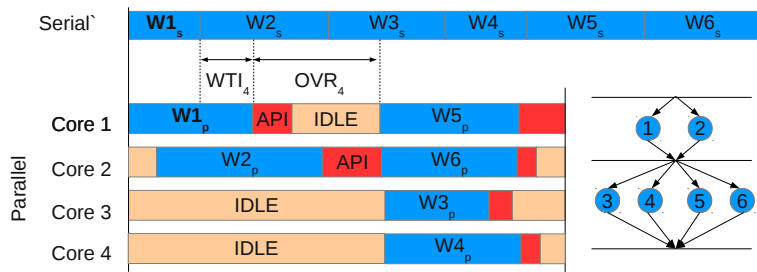 Serial` W1s W2s W3s W4s W5s W6s
WTI4 OVR4
Core 1 W1p API IDLE W5p
Core 2 W2p API W6p
Core 3 IDLE W3p
Core 4 IDLE W4p
Parallel
1 2
3 4 5 6